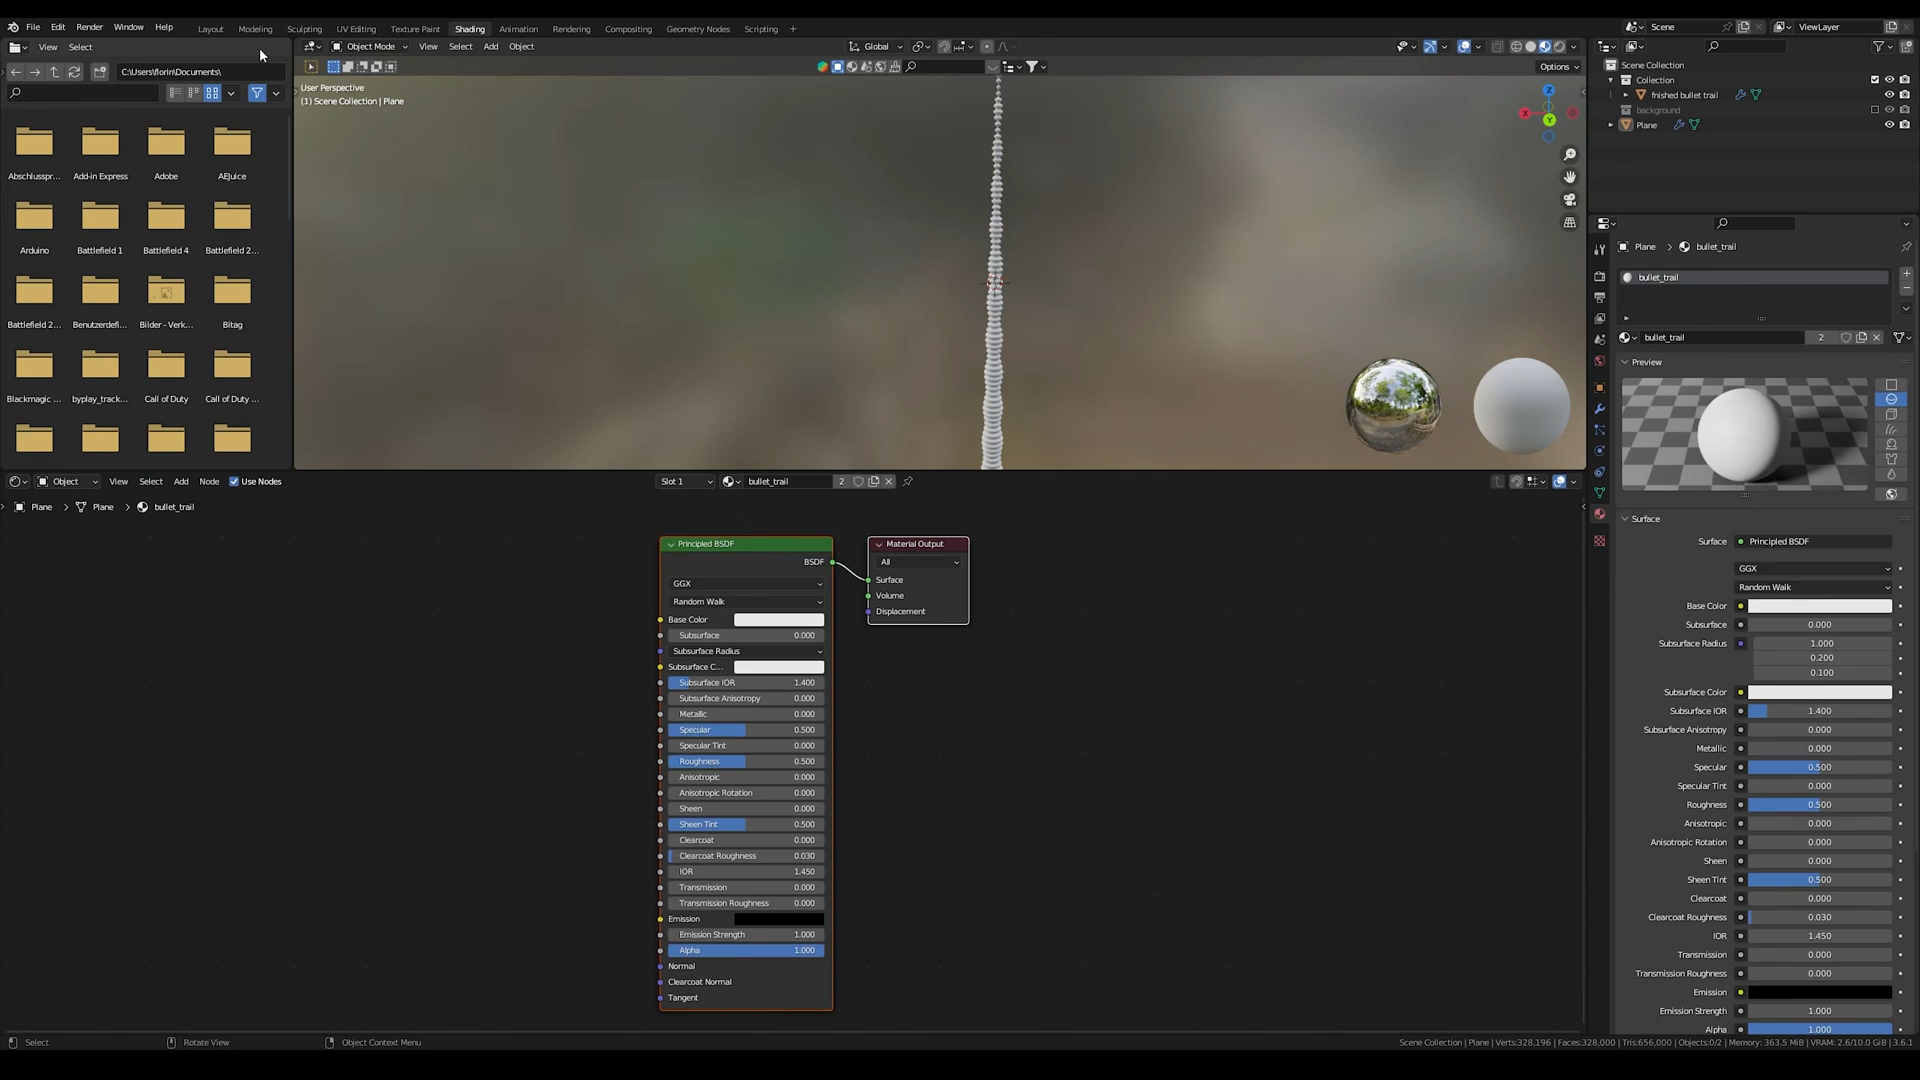 File Edit Render Window Help Layout Modeling Sculpting UV Editing Texture Paint Shading Animation Rendering Compositing Geometry Nodes Scripting + Scene ViewLayer
View Select
Object Mode View Select Add Object Global
C:\Users\florin\Documents\
Options
User Perspective
(1) Scene Collection | Plane
Z
X
Y
Scene Collection
Collection
fnished bullet trail
background
Plane
Abschlusspr... Add-in Express Adobe AEJuice
Arduino Battlefield 1 Battlefield 4 Battlefield 2...
Battlefield 2... Benutzerdefi... Bilder - Verk... Bitag
Blackmagic ... byplay_track... Call of Duty Call of Duty ...
Plane > bullet_trail
bullet_trail
bullet_trail 2
Preview
Object View Select Add Node Use Nodes Slot 1 bullet_trail 2
Plane > Plane > bullet_trail
Principled BSDF
BSDF
GGX
Random Walk
Base Color
Subsurface 0.000
Subsurface Radius
Subsurface C...
Subsurface IOR 1.400
Subsurface Anisotropy 0.000
Metallic 0.000
Specular 0.500
Specular Tint 0.000
Roughness 0.500
Anisotropic 0.000
Anisotropic Rotation 0.000
Sheen 0.000
Sheen Tint 0.500
Clearcoat 0.000
Clearcoat Roughness 0.030
IOR 1.450
Transmission 0.000
Transmission Roughness 0.000
Emission
Emission Strength 1.000
Alpha 1.000
Normal
Clearcoat Normal
Tangent
Material Output
All
Surface
Volume
Displacement
Surface
Surface Principled BSDF
GGX
Random Walk
Base Color
Subsurface 0.000
Subsurface Radius 1.000
0.200
0.100
Subsurface Color
Subsurface IOR 1.400
Subsurface Anisotropy 0.000
Metallic 0.000
Specular 0.500
Specular Tint 0.000
Roughness 0.500
Anisotropic 0.000
Anisotropic Rotation 0.000
Sheen 0.000
Sheen Tint 0.500
Clearcoat 0.000
Clearcoat Roughness 0.030
IOR 1.450
Transmission 0.000
Transmission Roughness 0.000
Emission
Emission Strength 1.000
Alpha 1.000
Select Rotate View Object Context Menu Scene Collection | Plane | Verts:328,196 | Faces:328,000 | Tris:656,000 | Objects:0/2 | Memory: 363.5 MiB | VRAM: 2.6/10.0 GiB | 3.6.1